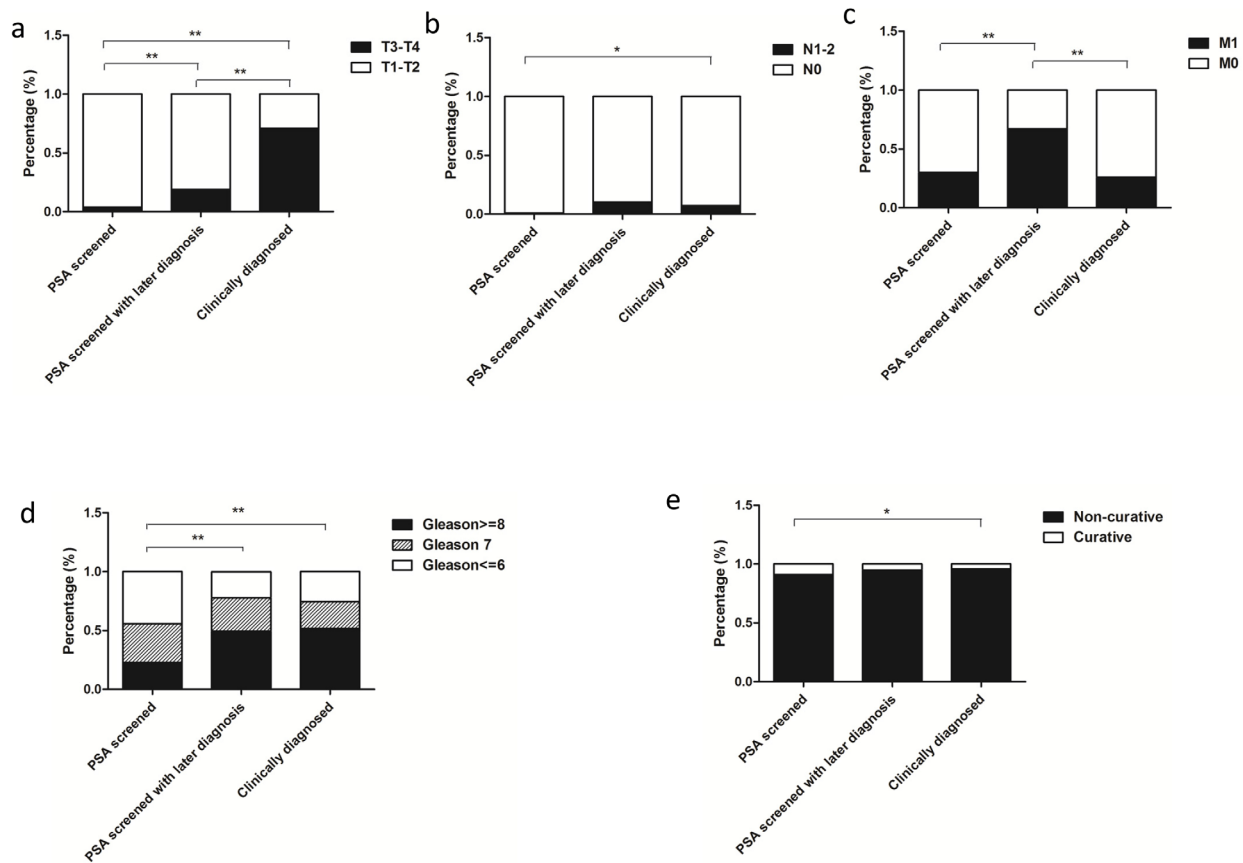 a
**
**
**
T3-T4
T1-T2
Percentage (%)
1.5
1.0
0.5
0.0
PSA screened
PSA screened with later diagnosis
Clinically diagnosed
b
*
N1-2
N0
Percentage (%)
1.5
1.0
0.5
0.0
PSA screened
PSA screened with later diagnosis
Clinically diagnosed
c
**
**
M1
M0
Percentage (%)
1.5
1.0
0.5
0.0
PSA screened
PSA screened with later diagnosis
Clinically diagnosed
d
**
**
Gleason>=8
Gleason 7
Gleason<=6
Percentage (%)
1.5
1.0
0.5
0.0
PSA screened
PSA screened with later diagnosis
Clinically diagnosed
e
*
Non-curative
Curative
Percentage (%)
1.5
1.0
0.5
0.0
PSA screened
PSA screened with later diagnosis
Clinically diagnosed